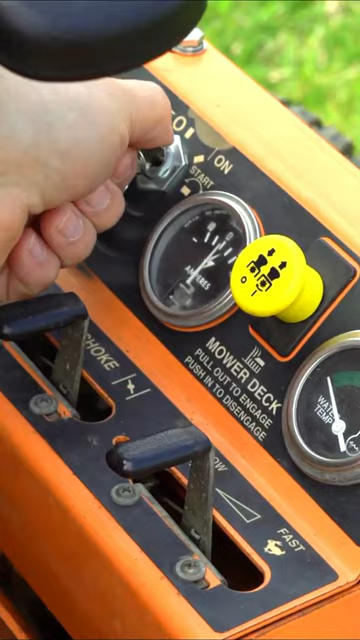 ON
START
AMPERES
O I
MOWER DECK
PULL OUT TO ENGAGE
PUSH IN TO DISENGAGE
WATER
TEMP
CHOKE
FAST